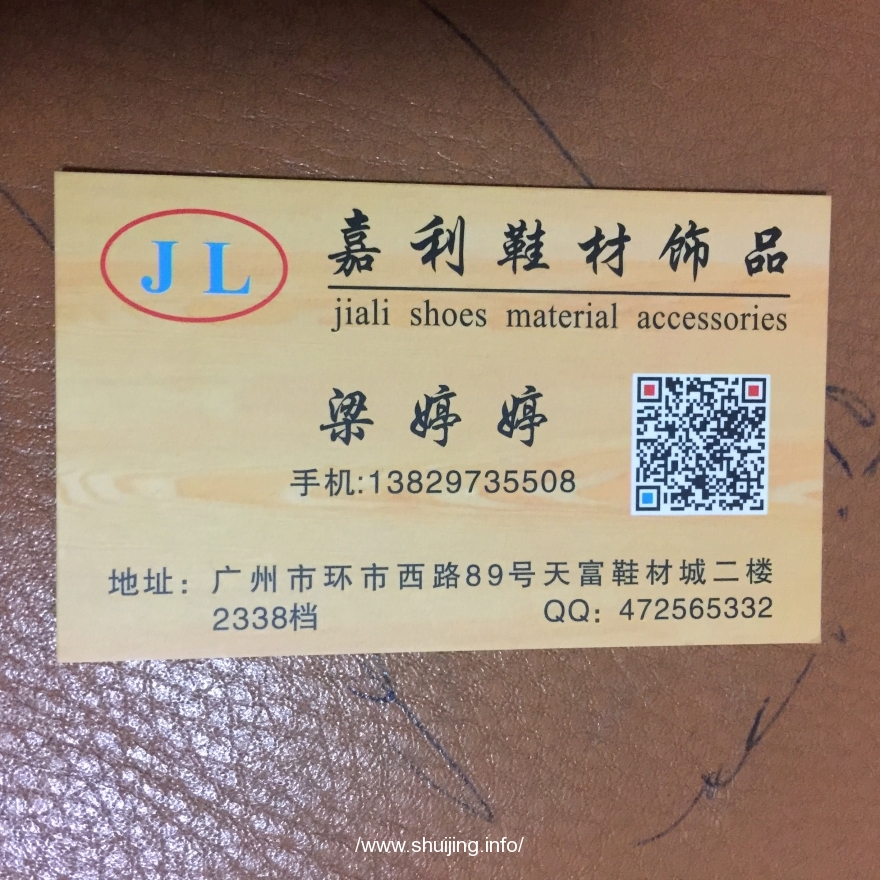 JL
嘉利鞋材饰品
jiali shoes material accessories
梁婷婷
手机:13829735508
地址：广州市环市西路89号天富鞋材城二楼
2338档
QQ：472565332
/www.shuijing.info/